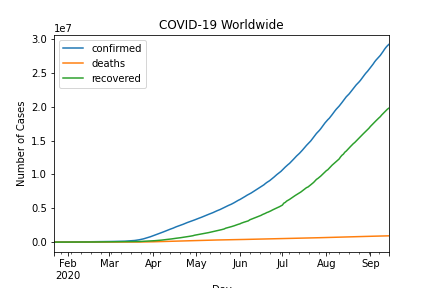 COVID-19 Worldwide
1e7
3.0
2.5
2.0
1.5
1.0
0.5
0.0
Number of Cases
confirmed
deaths
recovered
Feb Mar Apr May Jun Jul Aug Sep
2020